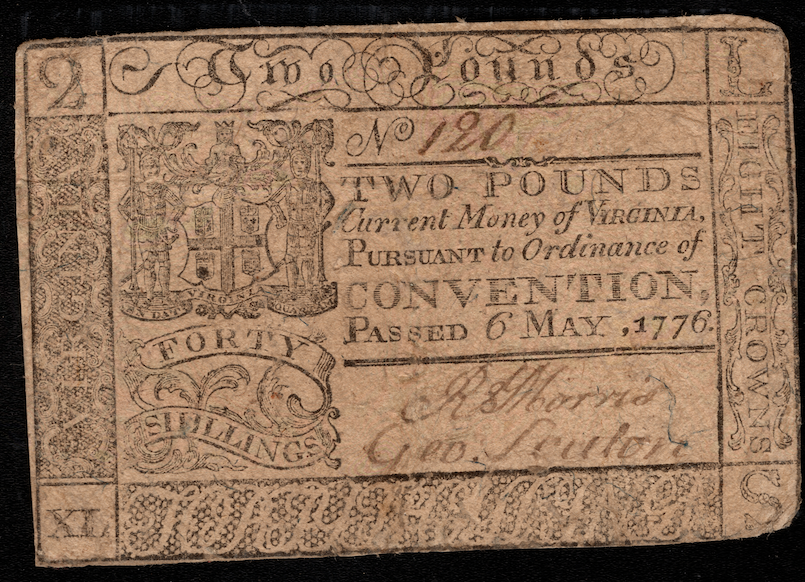 2
Two Pounds
L
No 120
TWO POUNDS
Current Money of VIRGINIA,
PURSUANT to Ordinance of
CONVENTION,
PASSED 6 MAY, 1776.
FORTY
SHILLINGS
R. Morris
Geo. Seaton
EIGHT CROWNS
VIRGINIA
XL
S